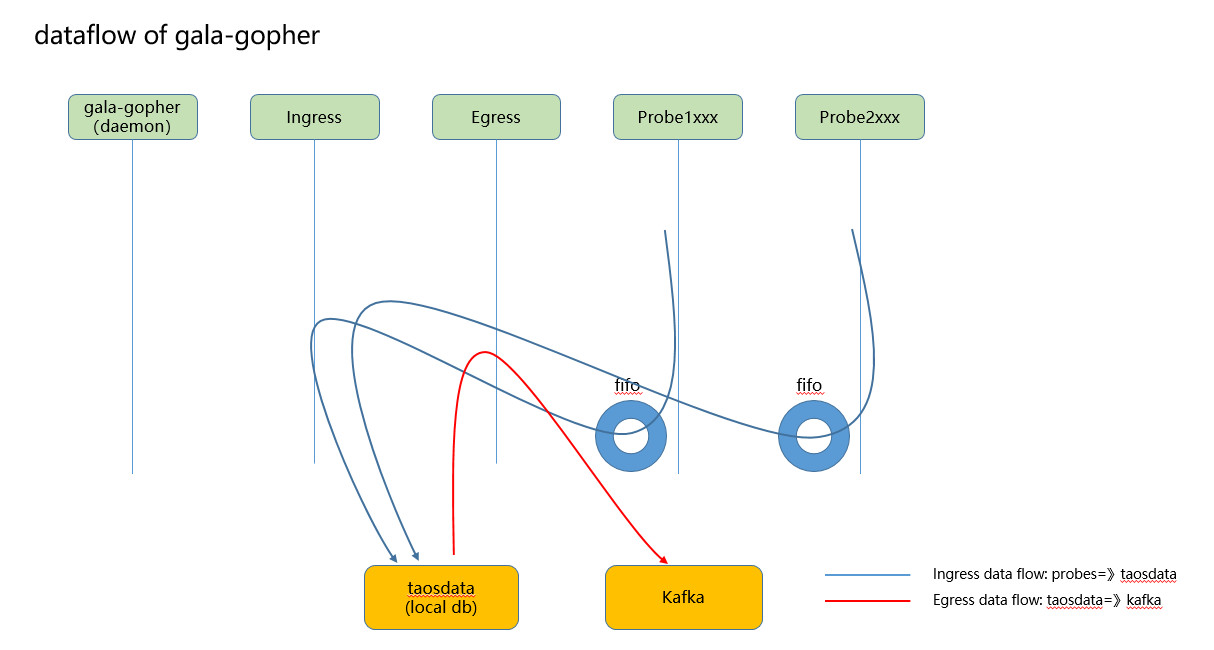 dataflow of gala-gopher
gala-gopher
（daemon）
Ingress
Egress
Probe1xxx
Probe2xxx
fifo
fifo
taosdata
(local db)
Kafka
Ingress data flow: probes=》taosdata
Egress data flow: taosdata=》kafka